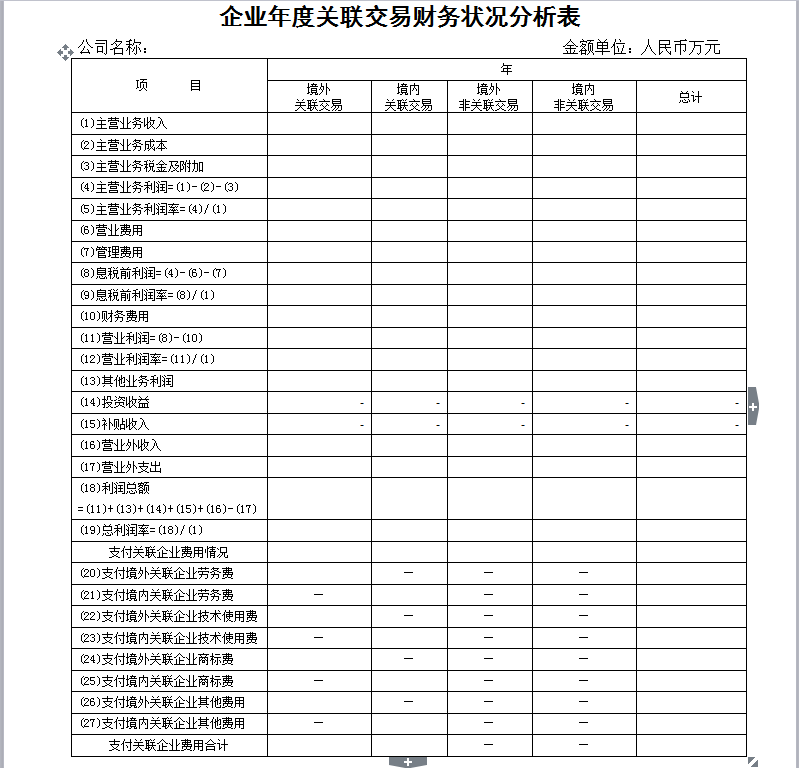 企业年度关联交易财务状况分析表
公司名称: 金额单位: 人民币万元
项 目 年
境外 境内 境外 境内 总计
关联交易 关联交易 非关联交易 非关联交易
(1)主营业务收入
(2)主营业务成本
(3)主营业务税金及附加
(4)主营业务利润=(1)-(2)-(3)
(5)主营业务利润率=(4)/(1)
(6)营业费用
(7)管理费用
(8)息税前利润=(4)-(6)-(7)
(9)息税前利润率=(8)/(1)
(10)财务费用
(11)营业利润=(8)-(10)
(12)营业利润率=(11)/(1)
(13)其他业务利润
(14)投资收益 - - - - -
(15)补贴收入 - - - - -
(16)营业外收入
(17)营业外支出
(18)利润总额
=(11)+(13)+(14)+(15)+(16)-(17)
(19)总利润率=(18)/(1)
支付关联企业费用情况
(20)支付境外关联企业劳务费 — — —
(21)支付境内关联企业劳务费 — — —
(22)支付境外关联企业技术使用费 — — —
(23)支付境内关联企业技术使用费 — — —
(24)支付境外关联企业商标费 — — —
(25)支付境内关联企业商标费 — — —
(26)支付境外关联企业其他费用 — — —
(27)支付境内关联企业其他费用 — — —
支付关联企业费用合计 — —